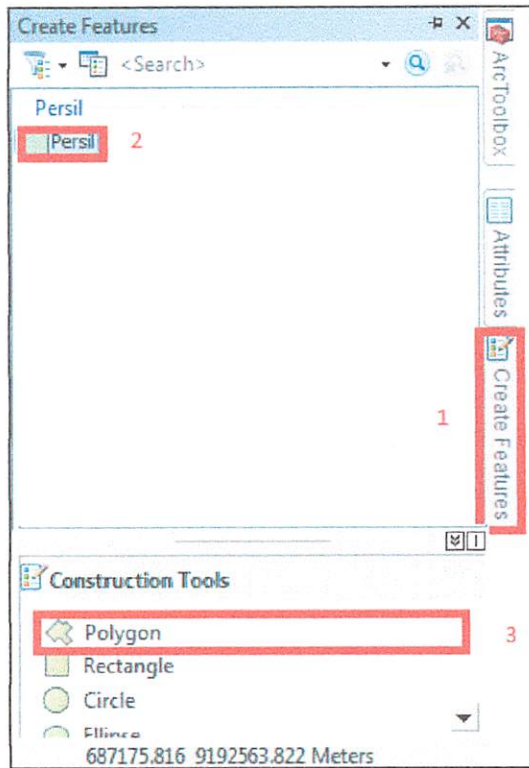 Create Features
<Search>
Persil
Persil
2
ArcToolbox
Attributes
Create Features
1
Construction Tools
Polygon
3
Rectangle
Circle
Ellipse
687175.816 9192563.822 Meters